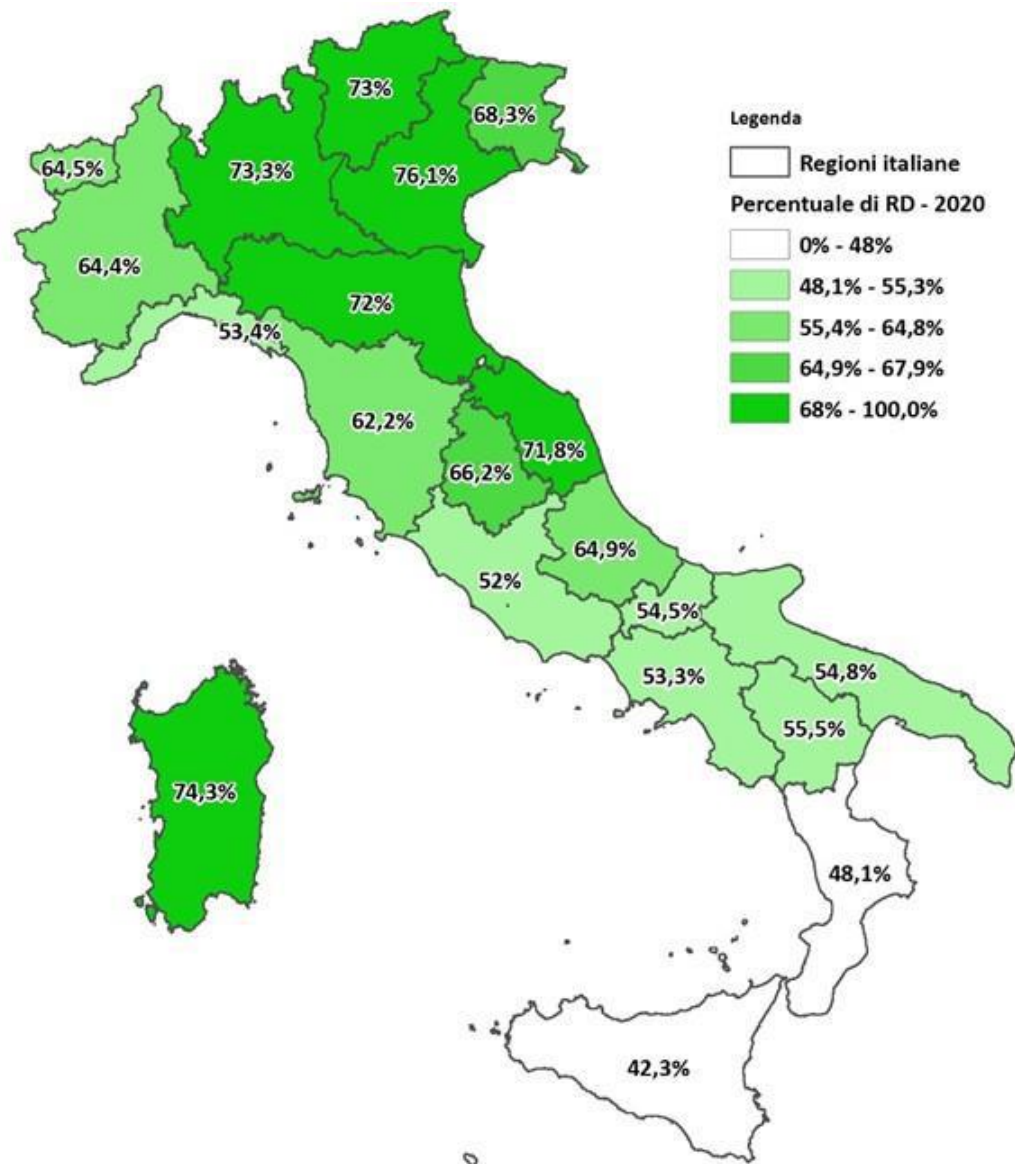 73%
68,3%
64,5%
73,3%
76,1%
64,4%
72%
53,4%
62,2%
71,8%
66,2%
64,9%
52%
54,5%
53,3%
54,8%
55,5%
74,3%
48,1%
42,3%
Legenda
Regioni italiane
Percentuale di RD - 2020
0% - 48%
48,1% - 55,3%
55,4% - 64,8%
64,9% - 67,9%
68% - 100,0%